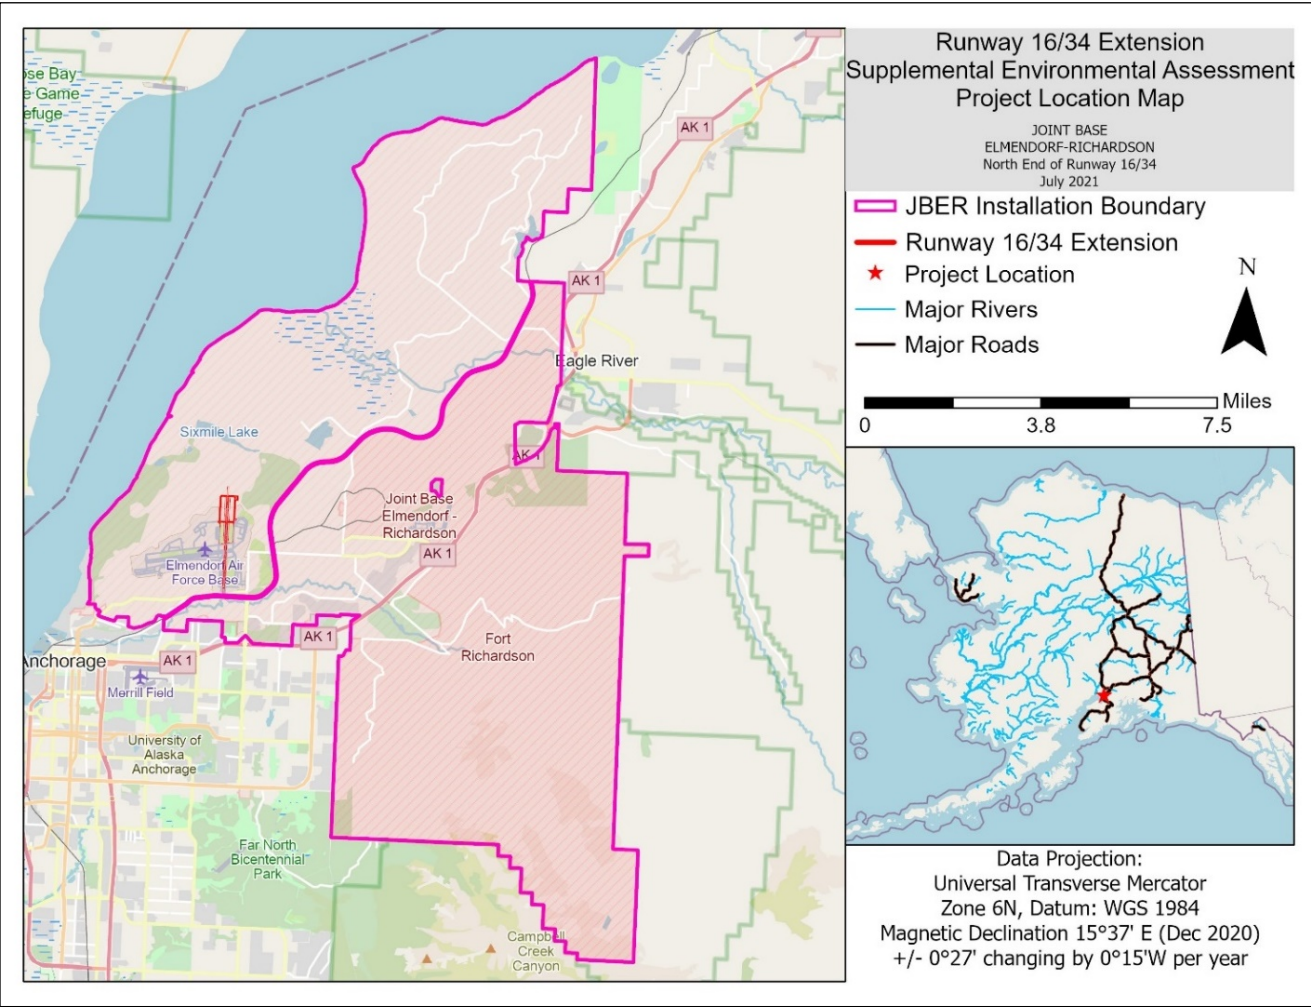 Runway 16/34 Extension
Supplemental Environmental Assessment
Project Location Map
JOINT BASE
ELMENDORF-RICHARDSON
North End of Runway 16/34
July 2021
JBER Installation Boundary
Runway 16/34 Extension
Project Location
Major Rivers
Major Roads
N
Miles
0
3.8
7.5
ose Bay
e Game
efuge
AK 1
AK 1
Eagle River
Sixmile Lake
AK 1
Joint Base
Elmendorf -
Richardson
AK 1
Elmendorf Air
Force Base
AK 1
Fort
Richardson
Anchorage
AK 1
Merrill Field
University of
Alaska
Anchorage
Far North
Bicentennial
Park
Campbell
Creek
Canyon
Data Projection:
Universal Transverse Mercator
Zone 6N, Datum: WGS 1984
Magnetic Declination 15°37' E (Dec 2020)
+/- 0°27' changing by 0°15'W per year